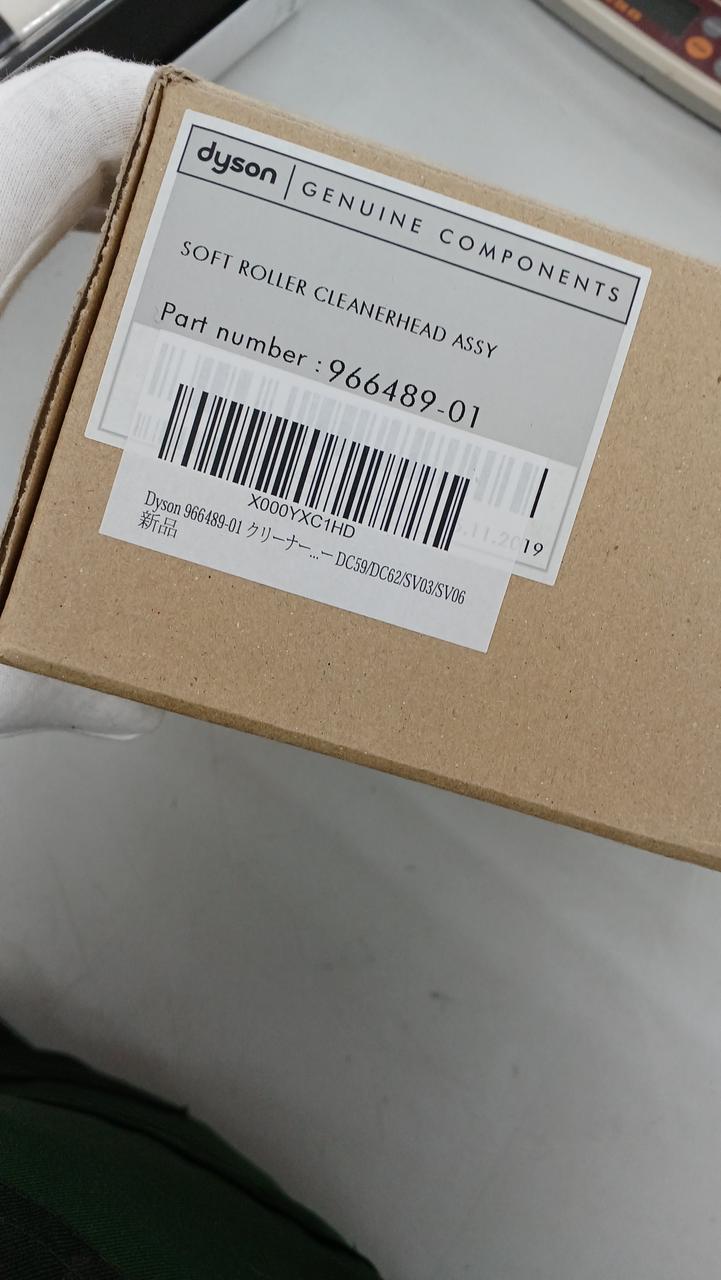 dyson GENUINE COMPONENTS
SOFT ROLLER CLEANERHEAD ASSY
Part number : 966489-01
.11.2019
X000YXC1HD
Dyson 966489-01 クリーナー...ー DC59/DC62/SV03/SV06
新品